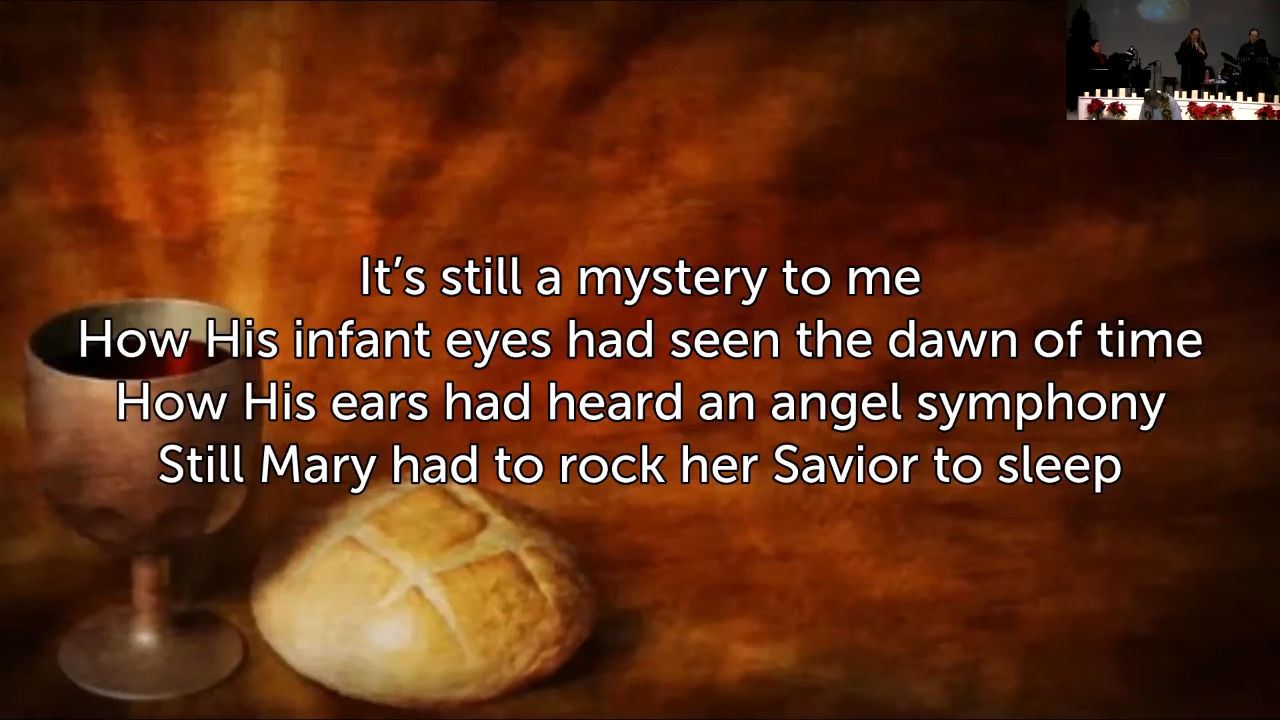 It’s still a mystery to me
How His infant eyes had seen the dawn of time
How His ears had heard an angel symphony
Still Mary had to rock her Savior to sleep